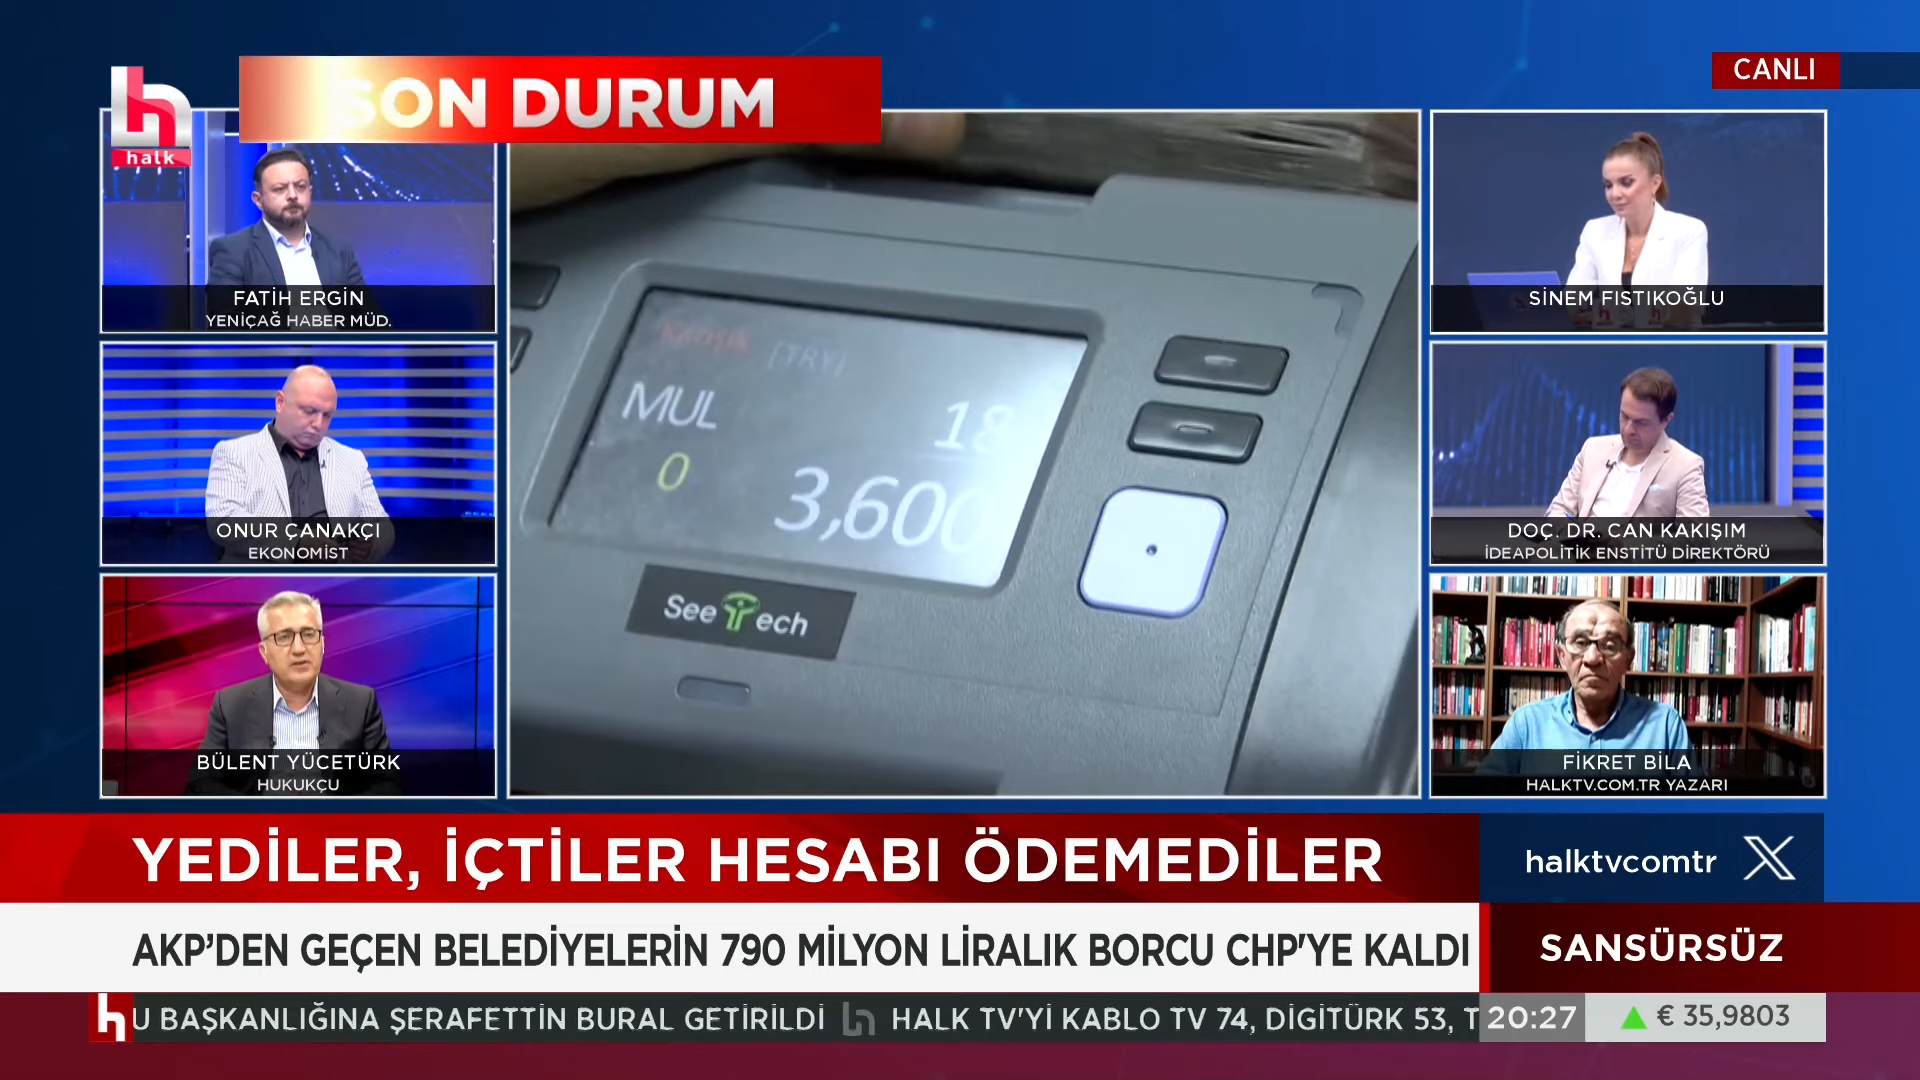 SON DURUM
CANLI
halk
FATİH ERGİN
YENİÇAĞ HABER MÜD.
ONUR ÇANAKÇI
EKONOMİST
BÜLENT YÜCETÜRK
HUKUKÇU
[TRY]
MUL
18
0
3,600
SeeTech
SİNEM FISTIKOĞLU
DOÇ. DR. CAN KAKIŞIM
İDEAPOLİTİK ENSTİTÜ DİREKTÖRÜ
FİKRET BİLA
HALKTV.COM.TR YAZARI
YEDİLER, İÇTİLER HESABI ÖDEMEDİLER
halktvcomtr X
AKP’DEN GEÇEN BELEDİYELERİN 790 MİLYON LİRALIK BORCU CHP'YE KALDI
SANSÜRSÜZ
U BAŞKANLIĞINA ŞERAFETTİN BURAL GETİRİLDİ h HALK TV'Yİ KABLO TV 74, DİGİTÜRK 53, T
20:27
€ 35,9803